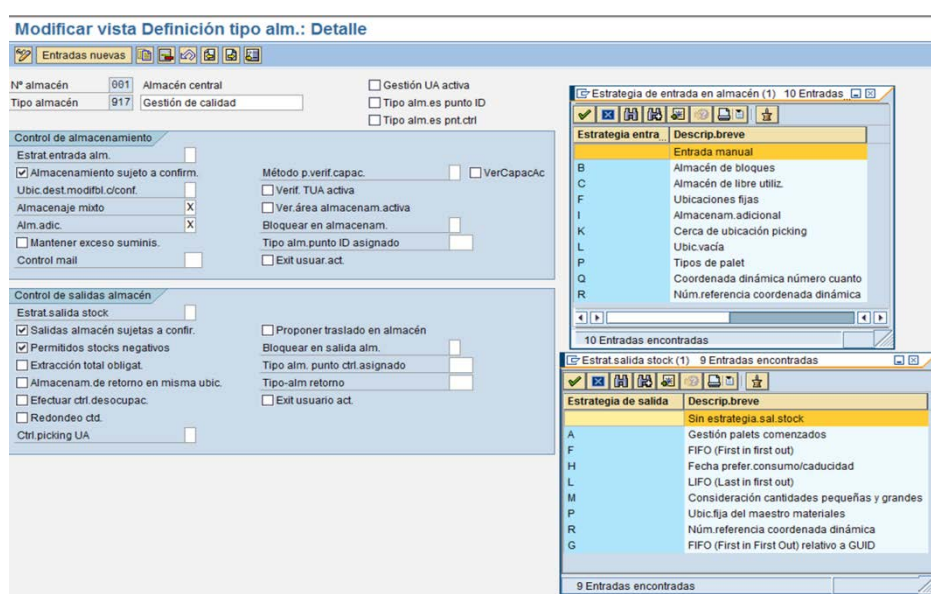 Modificar vista Definición tipo alm.: Detalle
Entradas nuevas
Nº almacén 001 Almacén central
Gestión UA activa
Tipo almacén 917 Gestión de calidad
Tipo alm.es punto ID
Tipo alm.es pnt.ctrl
Control de almacenamiento
Estrat.entrada alm.
Almacenamiento sujeto a confirm.
Método p.verif.capac.
VerCapacAc
Ubic.dest.modifbl.c/conf.
Verif. TUA activa
Almacenaje mixto X
Ver.área almacenam.activa
Alm.adic. X
Bloquear en almacenam.
Mantener exceso suminis.
Tipo alm.punto ID asignado
Control mail
Exit usuar.act.
Control de salidas almacén
Estrat.salida stock
Salidas almacén sujetas a confir.
Proponer traslado en almacén
Permitidos stocks negativos
Bloquear en salida alm.
Extracción total obligat.
Tipo alm. punto ctrl.asignado
Almacenam.de retorno en misma ubic.
Tipo-alm retorno
Efectuar ctrl.desocupac.
Exit usuario act.
Redondeo ctd.
Ctrl.picking UA
Estrategia de entrada en almacén (1) 10 Entradas
Estrategia entra... Descrip.breve
Entrada manual
B Almacén de bloques
C Almacén de libre utiliz.
F Ubicaciones fijas
I Almacenam.adicional
K Cerca de ubicación picking
L Ubic.vacía
P Tipos de palet
Q Coordenada dinámica número cuanto
R Núm.referencia coordenada dinámica
10 Entradas encontradas
Estrat.salida stock (1) 9 Entradas encontradas
Estrategia de salida Descrip.breve
Sin estrategia.sal.stock
A Gestión palets comenzados
F FIFO (First in first out)
H Fecha prefer.consumo/caducidad
L LIFO (Last in first out)
M Consideración cantidades pequeñas y grandes
P Ubic.fija del maestro materiales
R Núm.referencia coordenada dinámica
G FIFO (First in First Out) relativo a GUID
9 Entradas encontradas